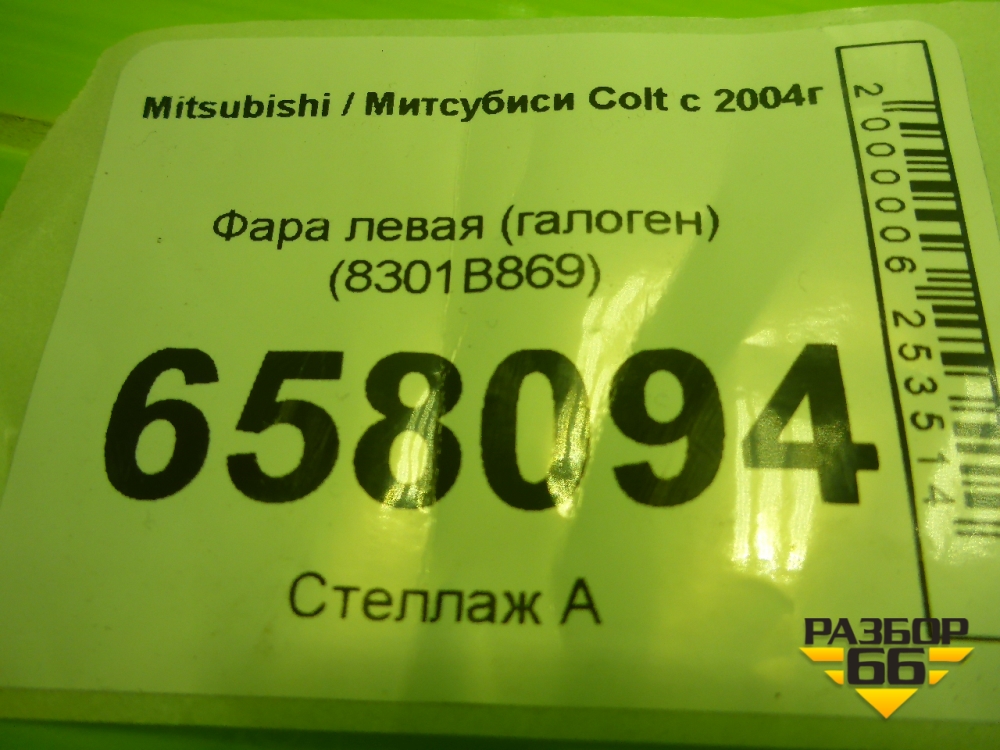 Mitsubishi / Митсубиси Colt с 2004г
Фара левая (галоген)
(8301B869)
658094
Стеллаж А
2000006253514
РАЗБОР
66